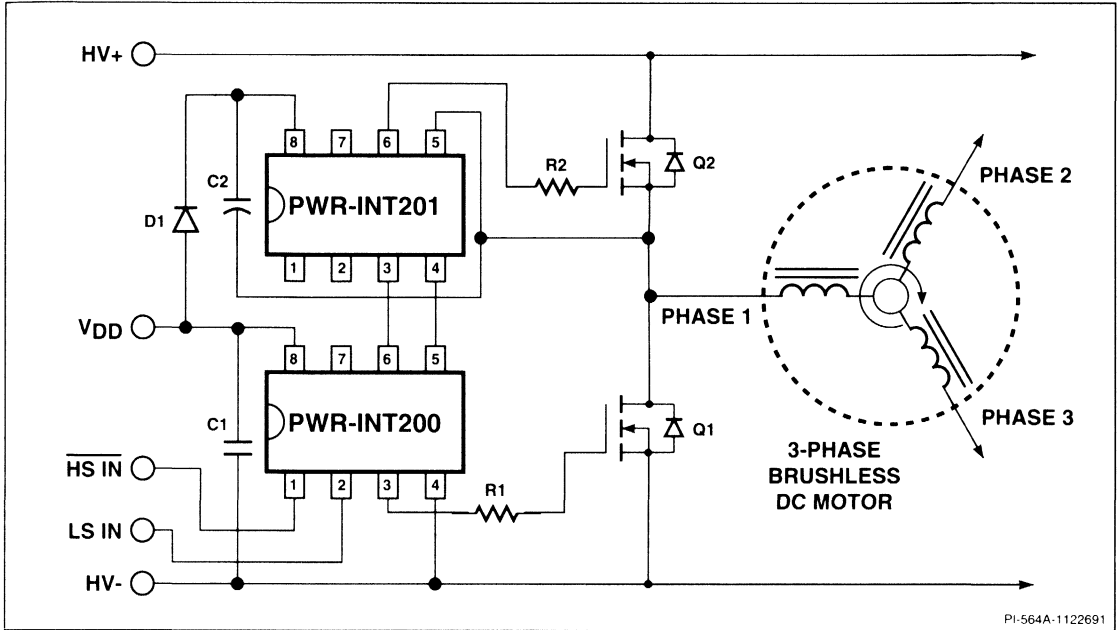 HV+
8
7
6
5
C2
R2
Q2
PWR-INT201
D1
1
2
3
4
PHASE 2
VDD
PHASE 1
8
7
6
5
C1
PWR-INT200
Q1
PHASE 3
HS IN
1
2
3
4
R1
3-PHASE
BRUSHLESS
DC MOTOR
LS IN
HV-
PI-564A-1122691